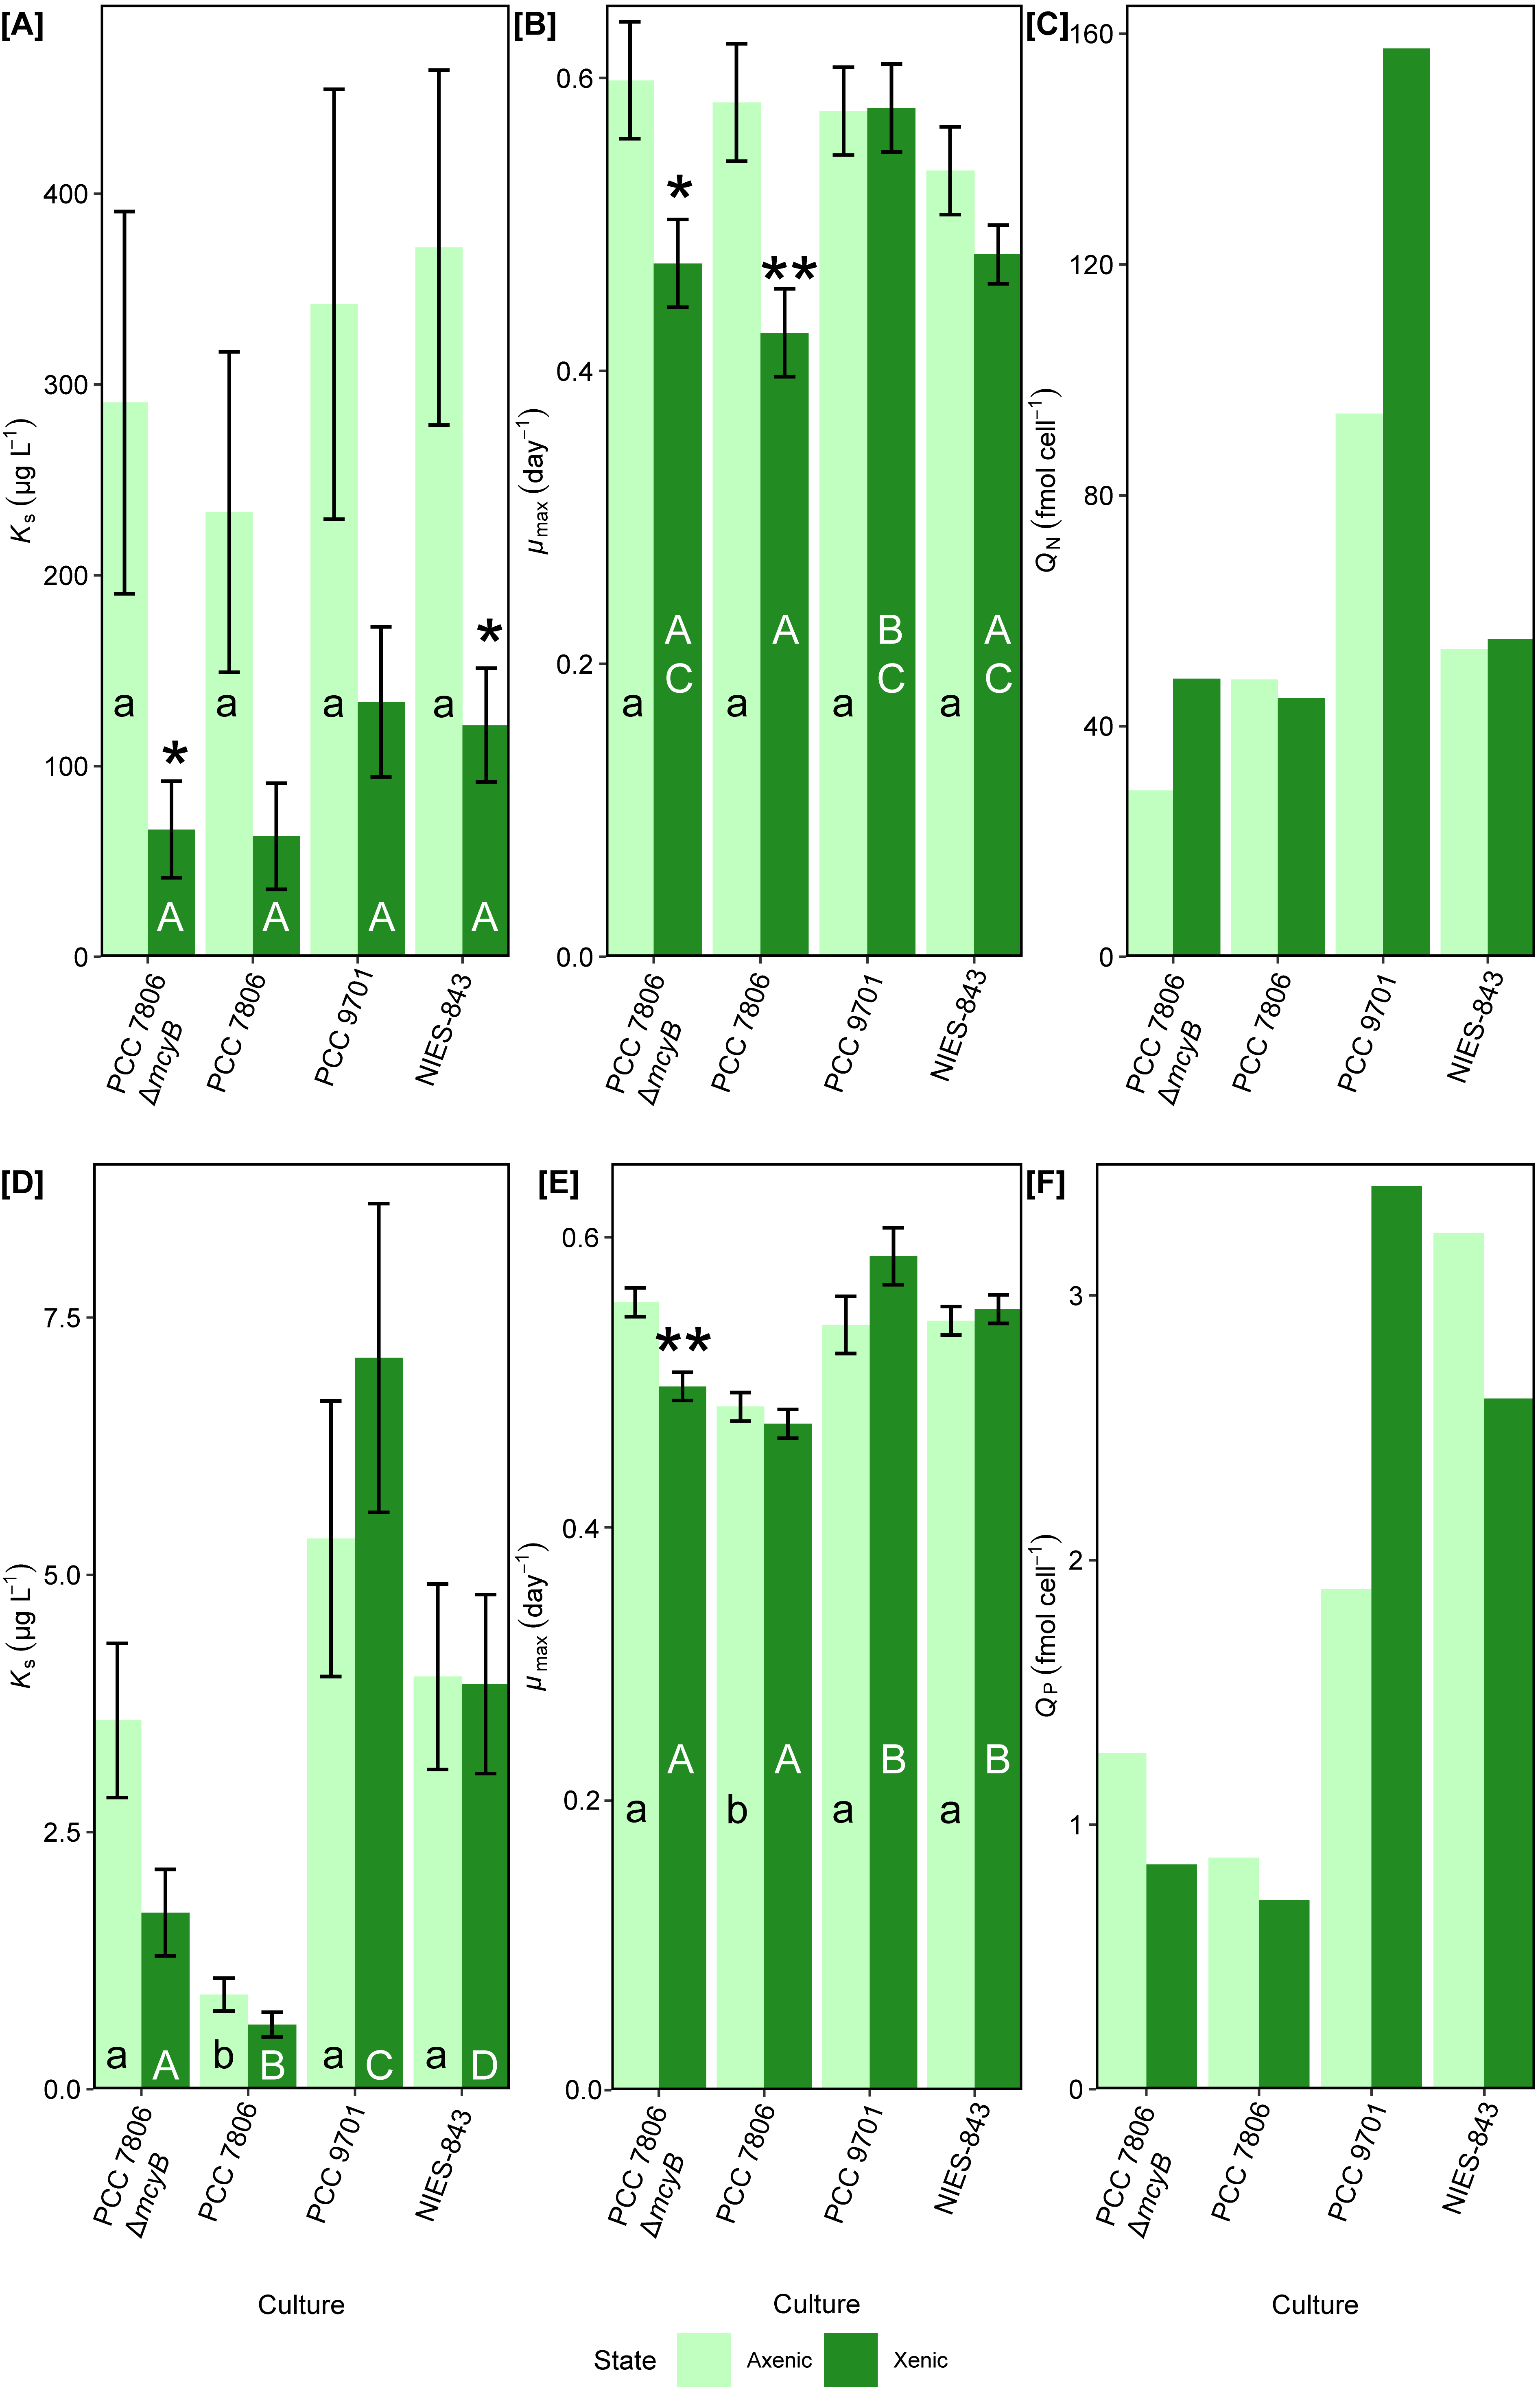 [A]
400
300
200
100
0
Ks (µg L−1)
a
a
a
a
*
*
A
A
A
A
PCC 7806
ΔmcyB
PCC 7806
PCC 9701
NIES-843
[B]
0.6
0.4
0.2
0.0
µmax (day−1)
*
**
A
C
A
B
C
A
C
a
a
a
a
PCC 7806
ΔmcyB
PCC 7806
PCC 9701
NIES-843
[C]
160
120
80
40
0
QN (fmol cell−1)
PCC 7806
ΔmcyB
PCC 7806
PCC 9701
NIES-843
[D]
7.5
5.0
2.5
0.0
Ks (µg L−1)
a
A
b
B
a
C
a
D
PCC 7806
ΔmcyB
PCC 7806
PCC 9701
NIES-843
Culture
[E]
0.6
0.4
0.2
0.0
µmax (day−1)
**
A
A
B
B
a
b
a
a
PCC 7806
ΔmcyB
PCC 7806
PCC 9701
NIES-843
Culture
[F]
3
2
1
0
QP (fmol cell−1)
PCC 7806
ΔmcyB
PCC 7806
PCC 9701
NIES-843
Culture
State Axenic Xenic